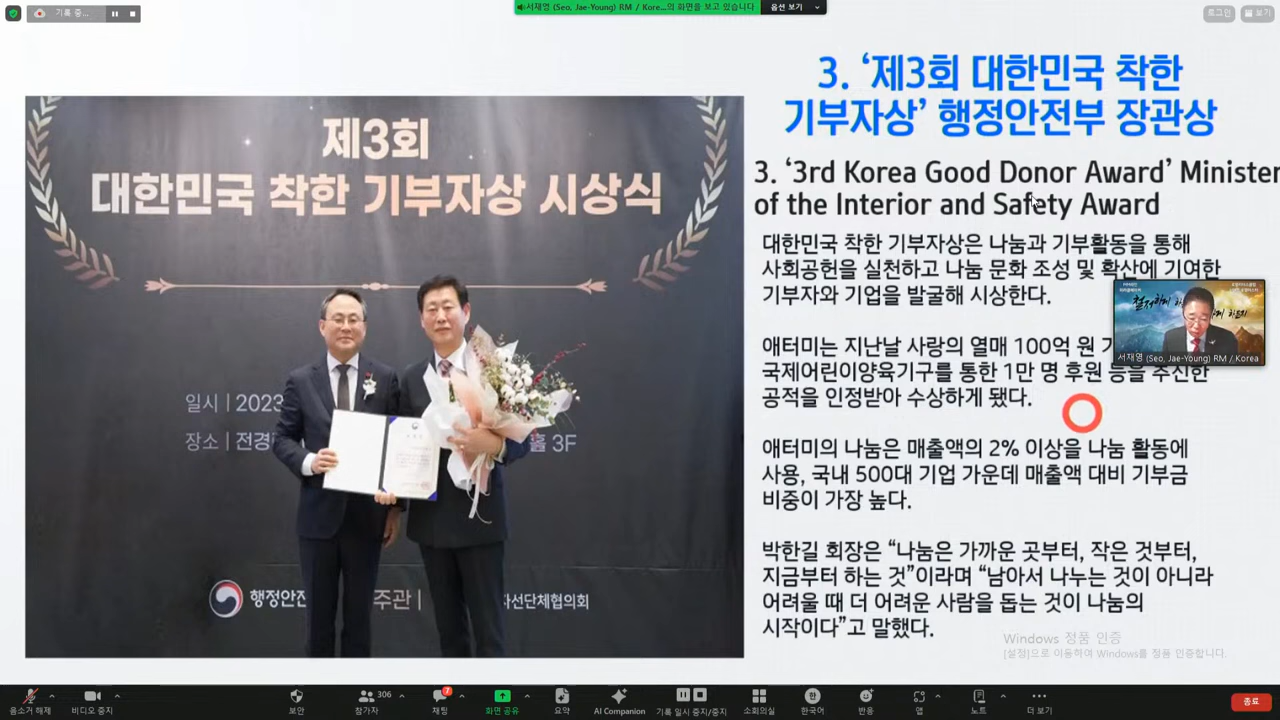 기록 중...
서재영 (Seo, Jae-Young) RM / Kore...의 화면을 보고 있습니다
옵션 보기
로그인
보기
3. ‘제3회 대한민국 착한
기부자상’ 행정안전부 장관상
3. ‘3rd Korea Good Donor Award’ Minister
of the Interior and Safety Award
대한민국 착한 기부자상은 나눔과 기부활동을 통해
사회공헌을 실천하고 나눔 문화 조성 및 확산에 기여한
기부자와 기업을 발굴해 시상한다.
애터미는 지난날 사랑의 열매 100억 원
국제어린이양육기구를 통한 1만 명 후원 등을 추진한
공적을 인정받아 수상하게 됐다.
애터미의 나눔은 매출액의 2% 이상을 나눔 활동에
사용, 국내 500대 기업 가운데 매출액 대비 기부금
비중이 가장 높다.
박한길 회장은 “나눔은 가까운 곳부터, 작은 것부터,
지금부터 하는 것”이라며 “남아서 나누는 것이 아니라
어려울 때 더 어려운 사람을 돕는 것이 나눔의
시작이다”고 말했다.
제3회
대한민국 착한 기부자상 시상식
일시 | 2023
장소 | 전경
홀 3F
행정안전
주관 |
자선단체협의회
서재영 (Seo, Jae-Young) RM / Korea
Windows 정품 인증
[설정]으로 이동하여 Windows를 정품 인증합니다.
음소거 해제
비디오 중지
보안
306
참가자
7
채팅
화면 공유
요약
AI Companion
기록 일시 중지/중지
소회의실
한국어
반응
앱
노트
더 보기
종료